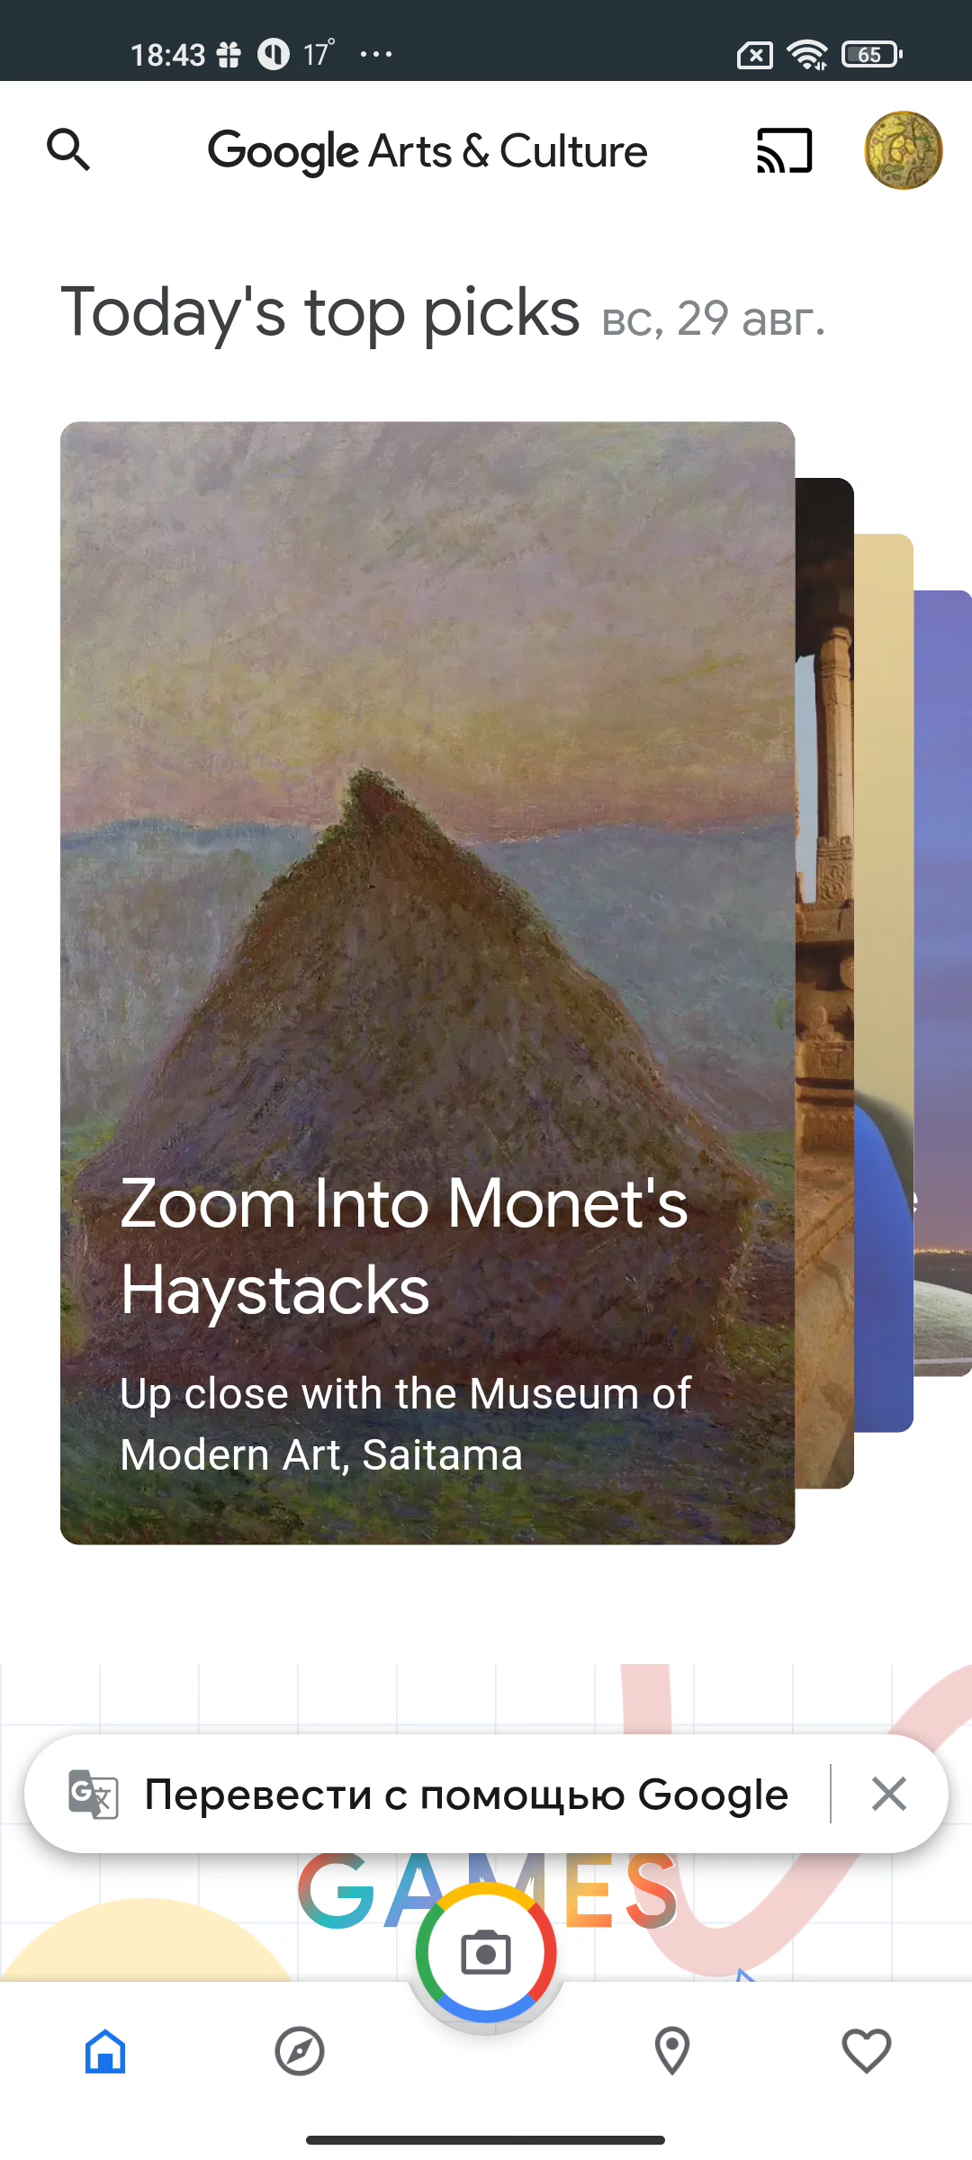 18:43 17° ... 65
Google Arts & Culture
Today's top picks вс, 29 авг.
Zoom Into Monet's
Haystacks
Up close with the Museum of
Modern Art, Saitama
Перевести с помощью Google
GAMES